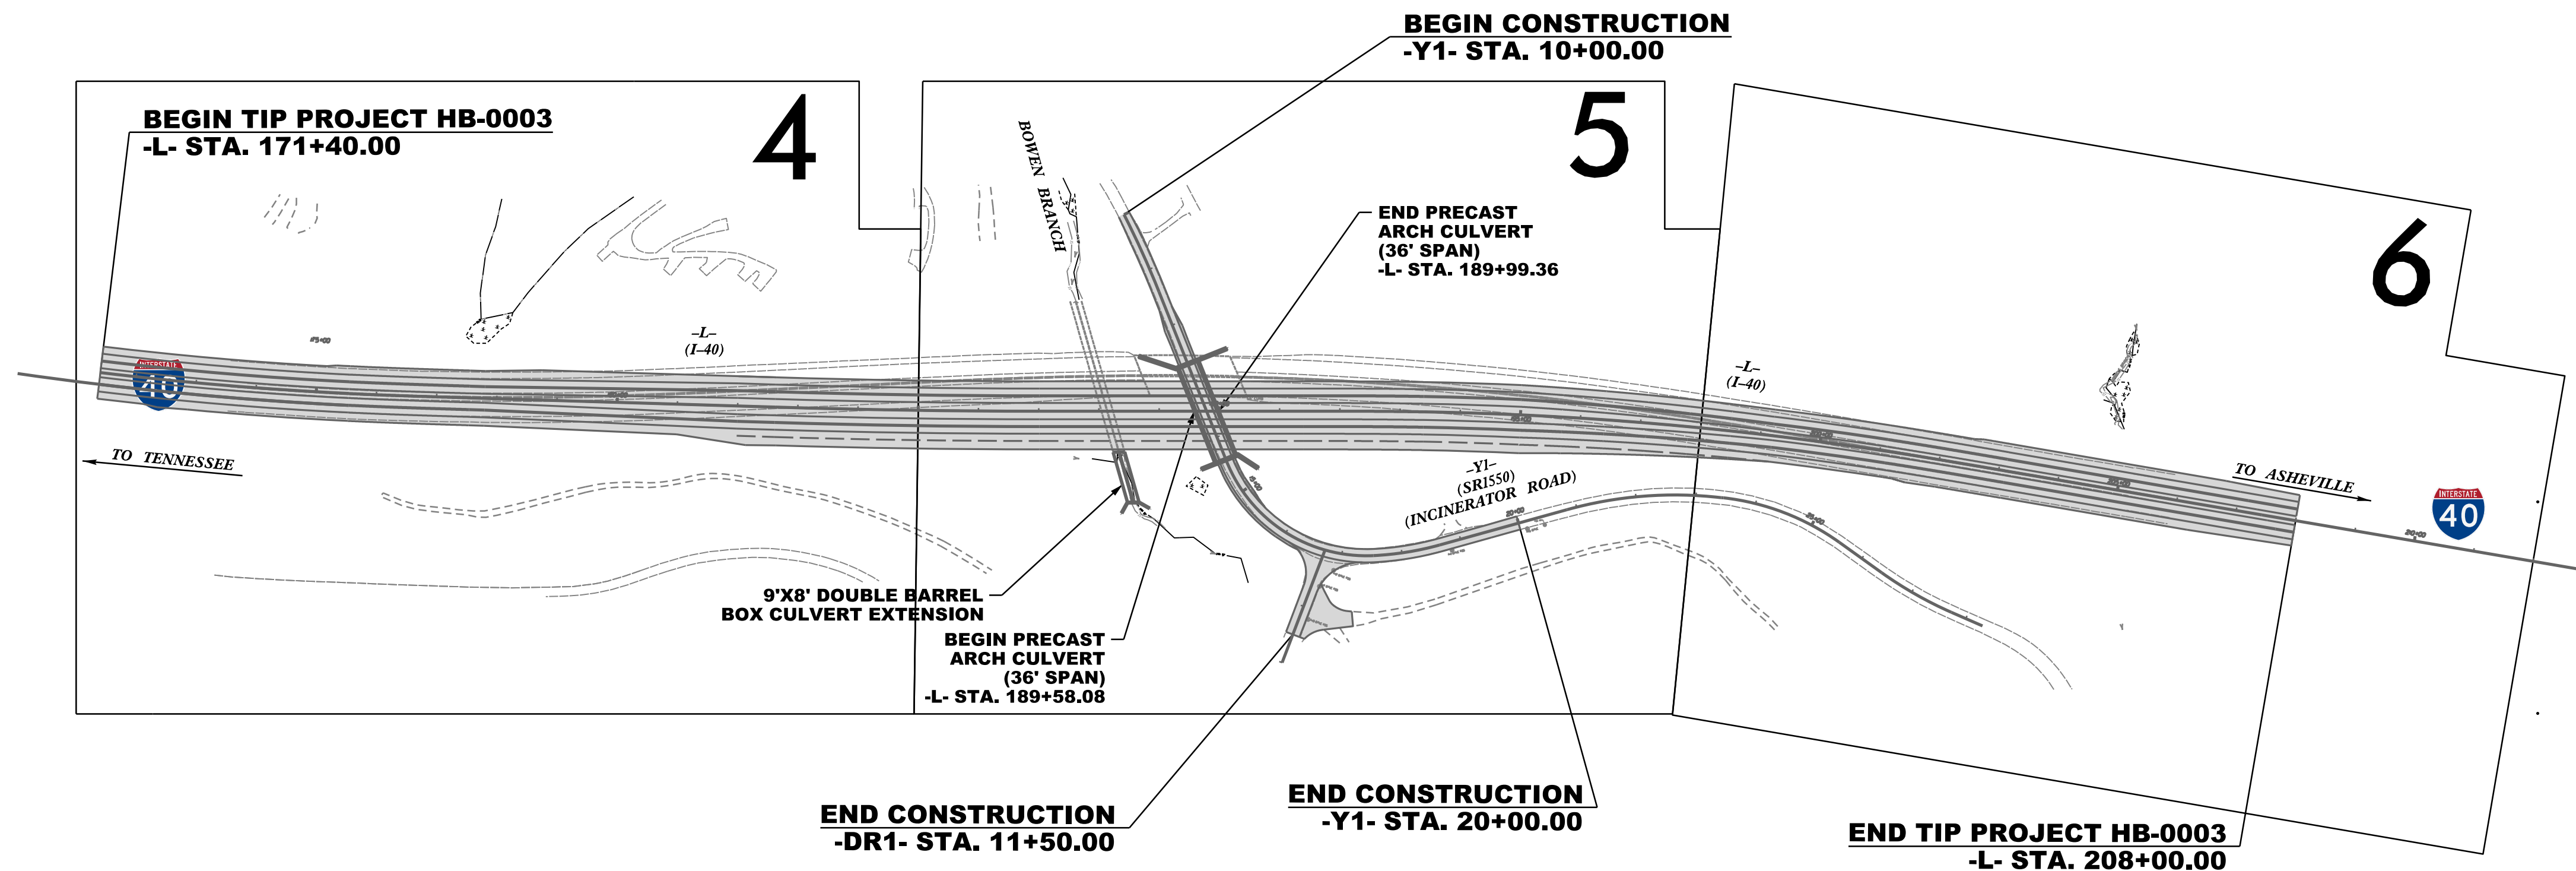 BEGIN CONSTRUCTION
-Y1- STA. 10+00.00
BEGIN TIP PROJECT HB-0003
-L- STA. 171+40.00
4
5
6
BOWEN BRANCH
END PRECAST
ARCH CULVERT
(36' SPAN)
-L- STA. 189+99.36
-L-
(I-40)
-L-
(I-40)
INTERSTATE
40
TO TENNESSEE
-Y1-
(SR1550)
(INCINERATOR ROAD)
20+00
TO ASHEVILLE
INTERSTATE
40
9'X8' DOUBLE BARREL
BOX CULVERT EXTENSION
BEGIN PRECAST
ARCH CULVERT
(36' SPAN)
-L- STA. 189+58.08
END CONSTRUCTION
-DR1- STA. 11+50.00
END CONSTRUCTION
-Y1- STA. 20+00.00
END TIP PROJECT HB-0003
-L- STA. 208+00.00